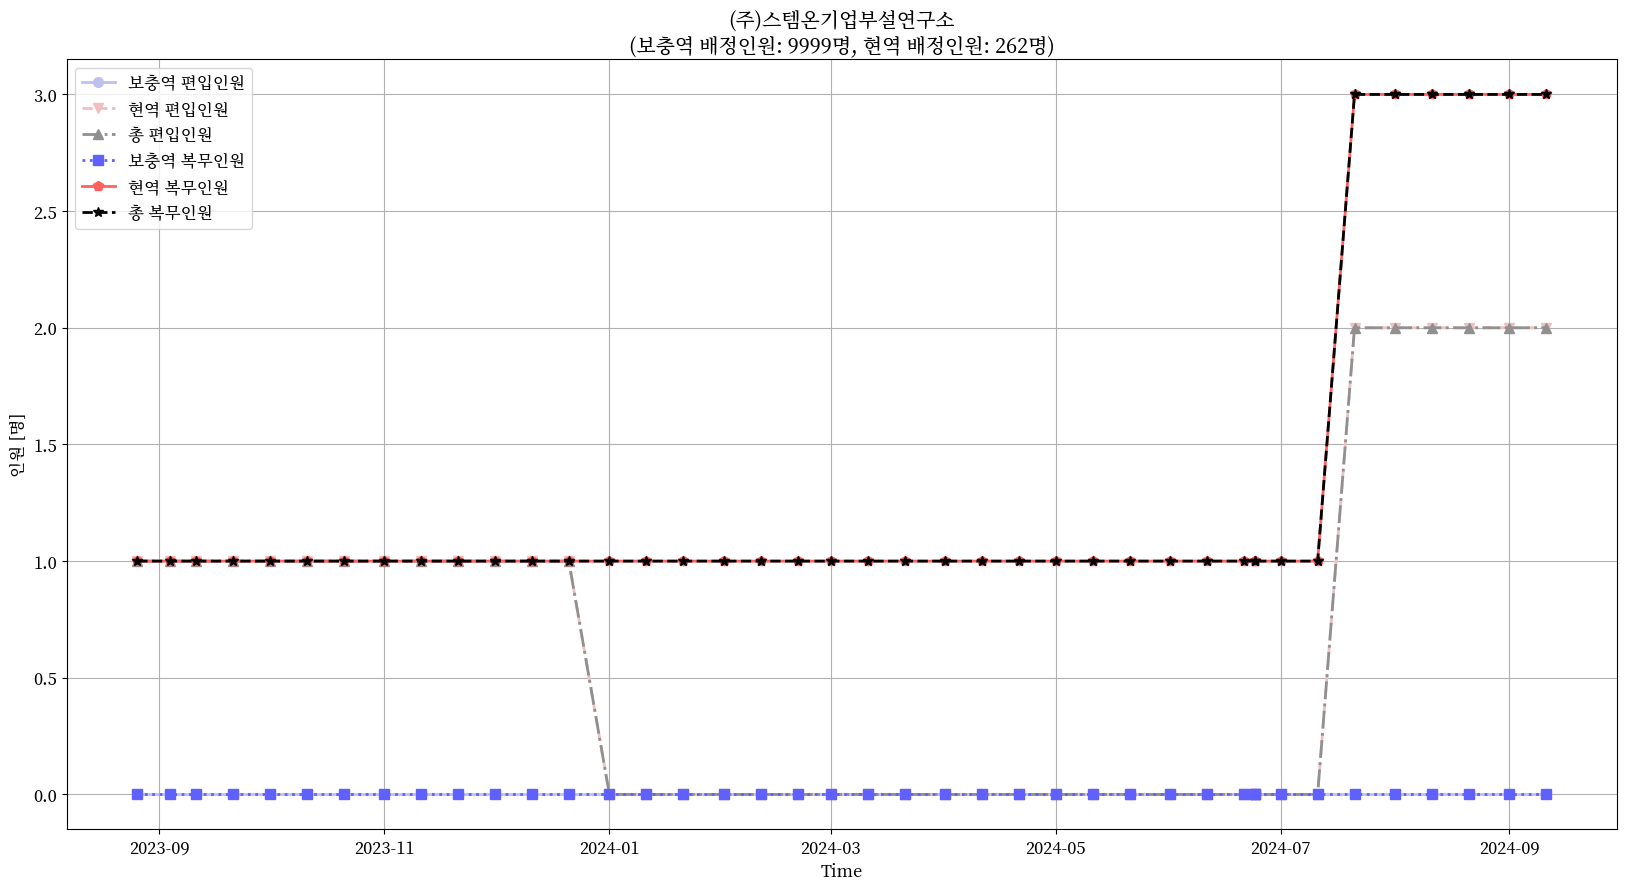 (주)스템온기업부설연구소
(보충역 배정인원: 9999명, 현역 배정인원: 262명)
보충역 편입인원
현역 편입인원
총 편입인원
보충역 복무인원
현역 복무인원
총 복무인원
3.0
2.5
2.0
1.5
1.0
0.5
0.0
인원 [명]
2023-09 2023-11 2024-01 2024-03 2024-05 2024-07 2024-09
Time